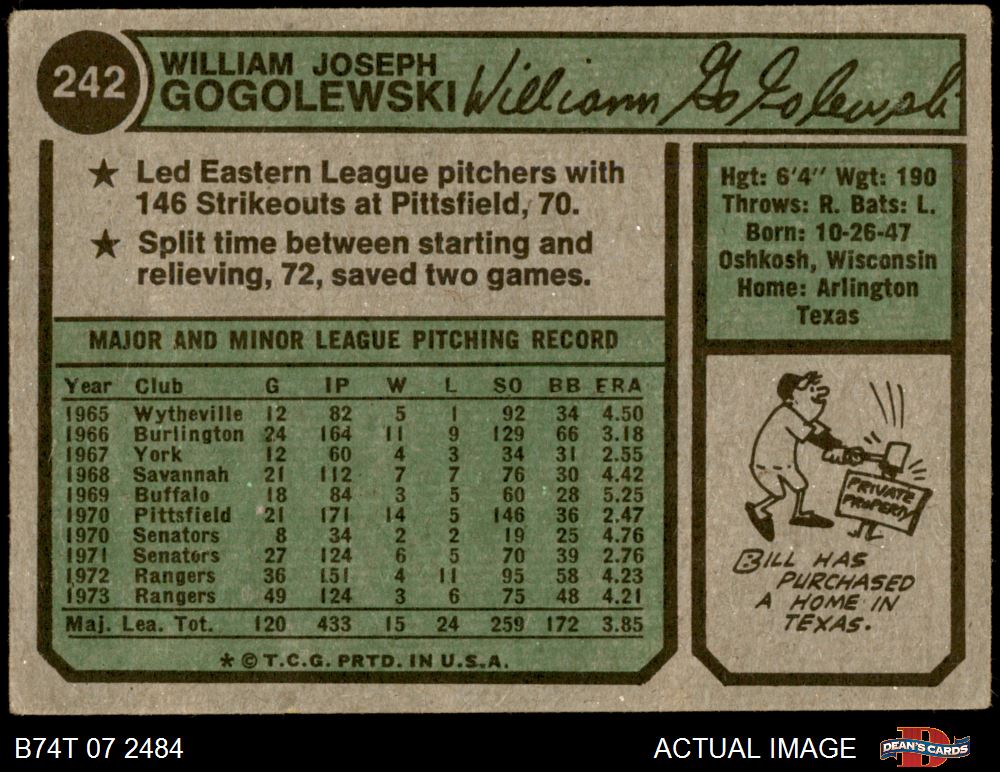 242
WILLIAM JOSEPH
GOGOLEWSKI
William Gogolewski
★ Led Eastern League pitchers with
146 Strikeouts at Pittsfield, 70.
★ Split time between starting and
relieving, 72, saved two games.
Hgt: 6'4" Wgt: 190
Throws: R. Bats: L.
Born: 10-26-47
Oshkosh, Wisconsin
Home: Arlington
Texas
MAJOR AND MINOR LEAGUE PITCHING RECORD
Year Club G IP W L SO BB ERA
1965 Wytheville 12 82 5 1 92 34 4.50
1966 Burlington 24 164 11 9 129 66 3.18
1967 York 12 60 4 3 34 31 2.55
1968 Savannah 21 112 7 7 76 30 4.42
1969 Buffalo 18 84 3 5 60 28 5.25
1970 Pittsfield 21 171 14 5 146 36 2.47
1970 Senators 8 34 2 2 19 25 4.76
1971 Senators 27 124 6 5 70 39 2.76
1972 Rangers 36 151 4 11 95 58 4.23
1973 Rangers 49 124 3 6 75 48 4.21
Maj. Lea. Tot. 120 433 15 24 259 172 3.85
* © T.C.G. PRTD. IN U.S.A.
PRIVATE
PROPERTY
BILL HAS
PURCHASED
A HOME IN
TEXAS.
B74T 07 2484
ACTUAL IMAGE
D
DEAN'S CARDS